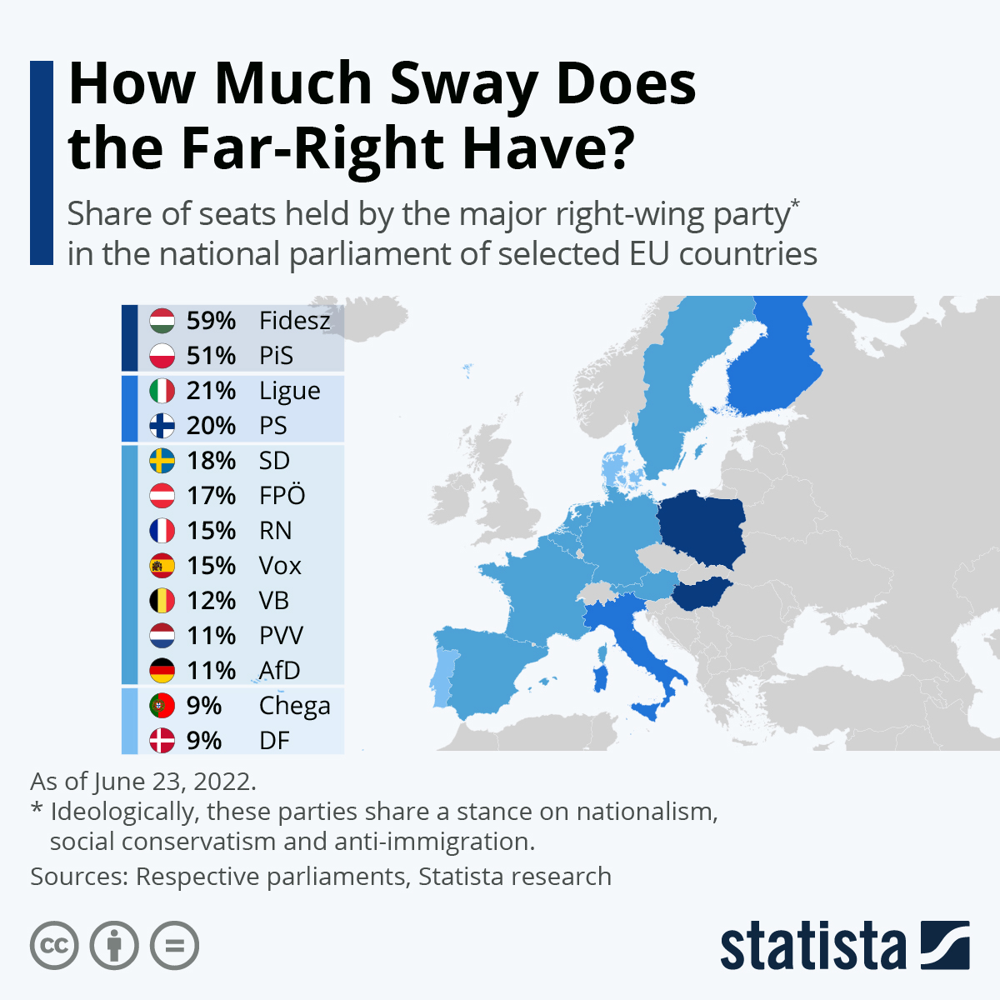 How Much Sway Does
the Far-Right Have?
Share of seats held by the major right-wing party*
in the national parliament of selected EU countries
59% Fidesz
51% PiS
21% Ligue
20% PS
18% SD
17% FPÖ
15% RN
15% Vox
12% VB
11% PVV
11% AfD
9% Chega
9% DF
As of June 23, 2022.
* Ideologically, these parties share a stance on nationalism,
social conservatism and anti-immigration.
Sources: Respective parliaments, Statista research
cc
statista